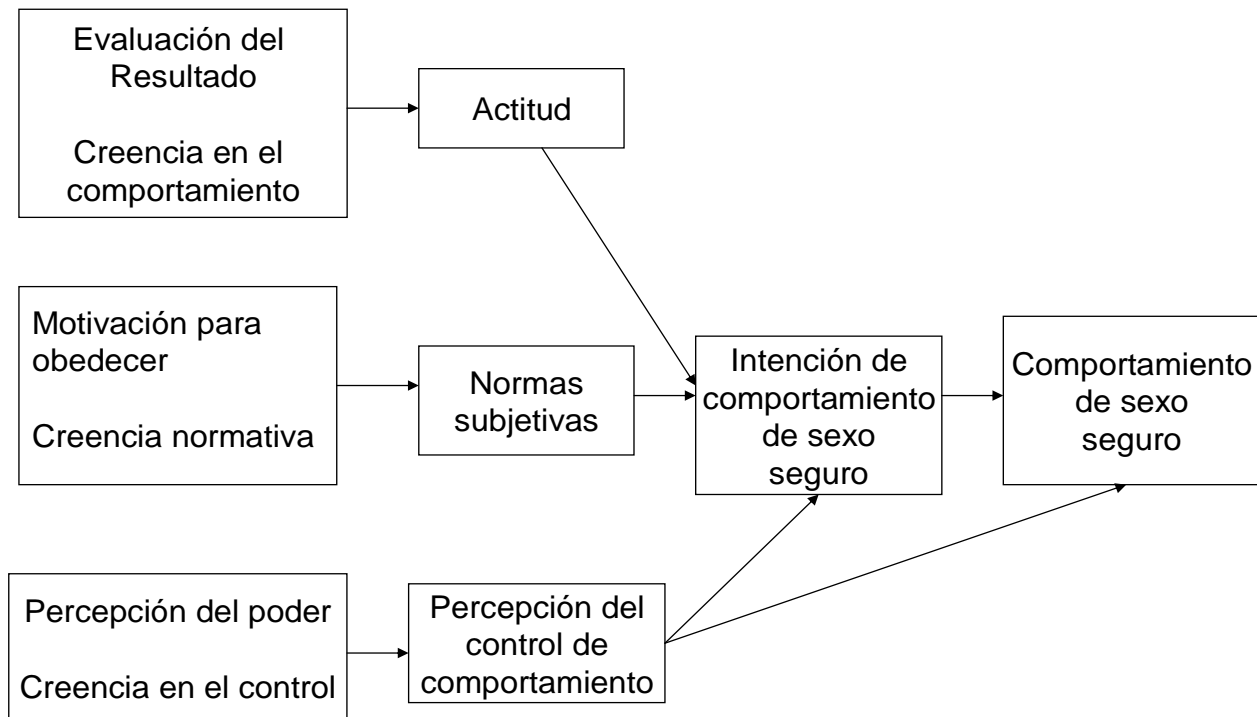 Evaluación del
Resultado
Creencia en el
comportamiento
Actitud
Motivación para
obedecer
Creencia normativa
Normas
subjetivas
Intención de
comportamiento
de sexo
seguro
Comportamiento
de sexo
seguro
Percepción del poder
Creencia en el control
Percepción del
control de
comportamiento